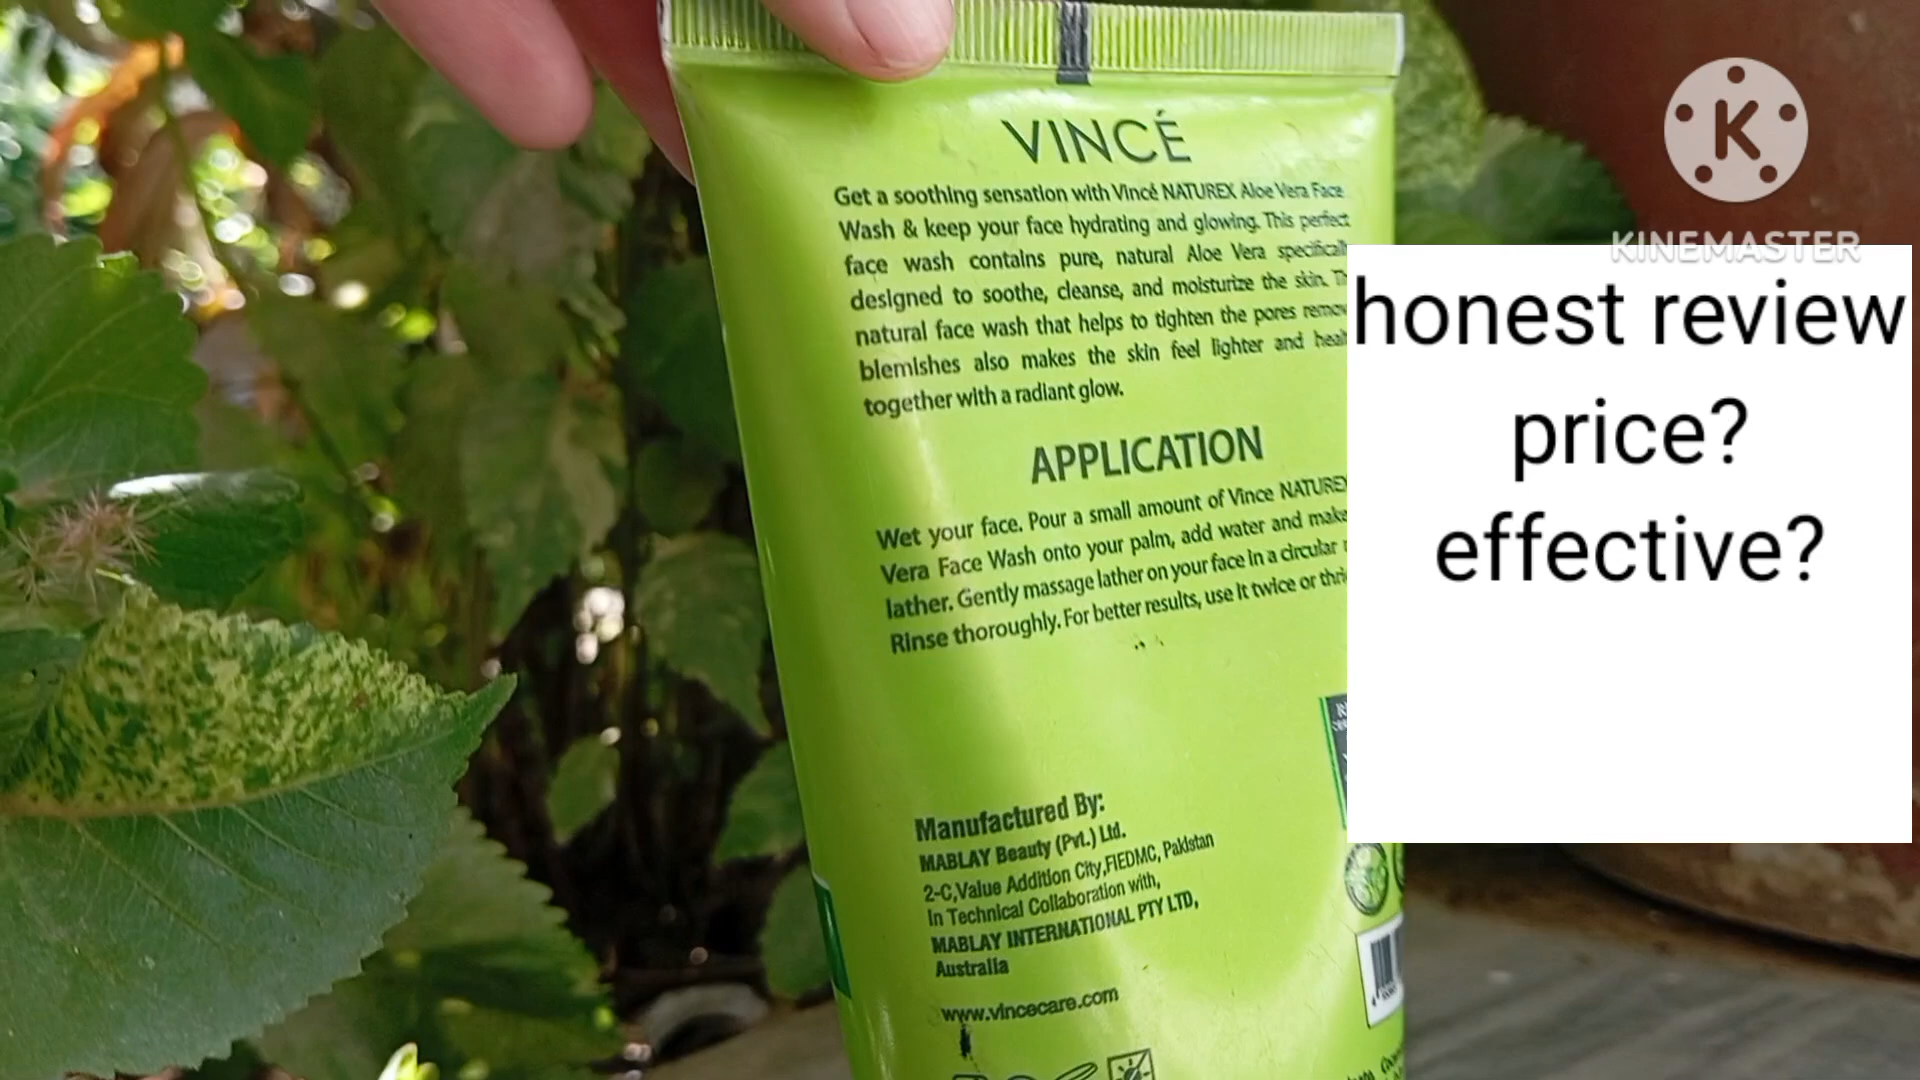 VINCÉ
Get a soothing sensation with Vincé NATUREX Aloe Vera Face
Wash & keep your face hydrating and glowing. This perfect
face wash contains pure, natural Aloe Vera
designed to soothe, cleanse, and moisturize the skin.
natural face wash that helps to tighten the pores
blemishes also makes the skin feel lighter and
together with a radiant glow.
APPLICATION
Wet your face. Pour a small amount of Vince NATUREX
Vera Face Wash onto your palm, add water and make
lather. Gently massage lather on your face in a circular
Rinse thoroughly. For better results, use it twice or
Manufactured By:
MABLAY Beauty (Pvt.) Ltd.
2-C,Value Addition City,FIEDMC, Pakistan
In Technical Collaboration with,
MABLAY INTERNATIONAL PTY LTD,
Australia
www.vincecare.com
K
KINEMASTER
honest review
price?
effective?